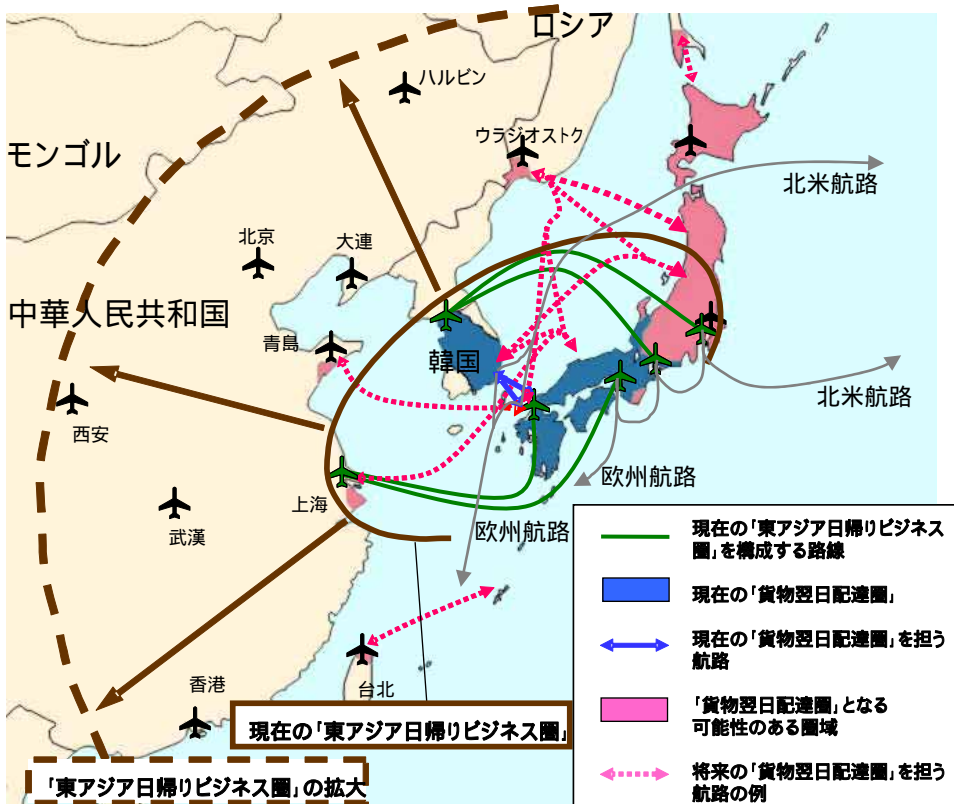 ロシア
ハルビン
ウラジオストク
モンゴル
北米航路
北京
大連
中華人民共和国
青島
韓国
北米航路
西安
上海
欧州航路
武漢
欧州航路
香港
台北
現在の「東アジア日帰りビジネス圏」
「東アジア日帰りビジネス圏」の拡大
現在の「東アジア日帰りビジネス
圏」を構成する路線
現在の「貨物翌日配達圏」
現在の「貨物翌日配達圏」を担う
航路
「貨物翌日配達圏」となる
可能性のある圏域
将来の「貨物翌日配達圏」を担う
航路の例